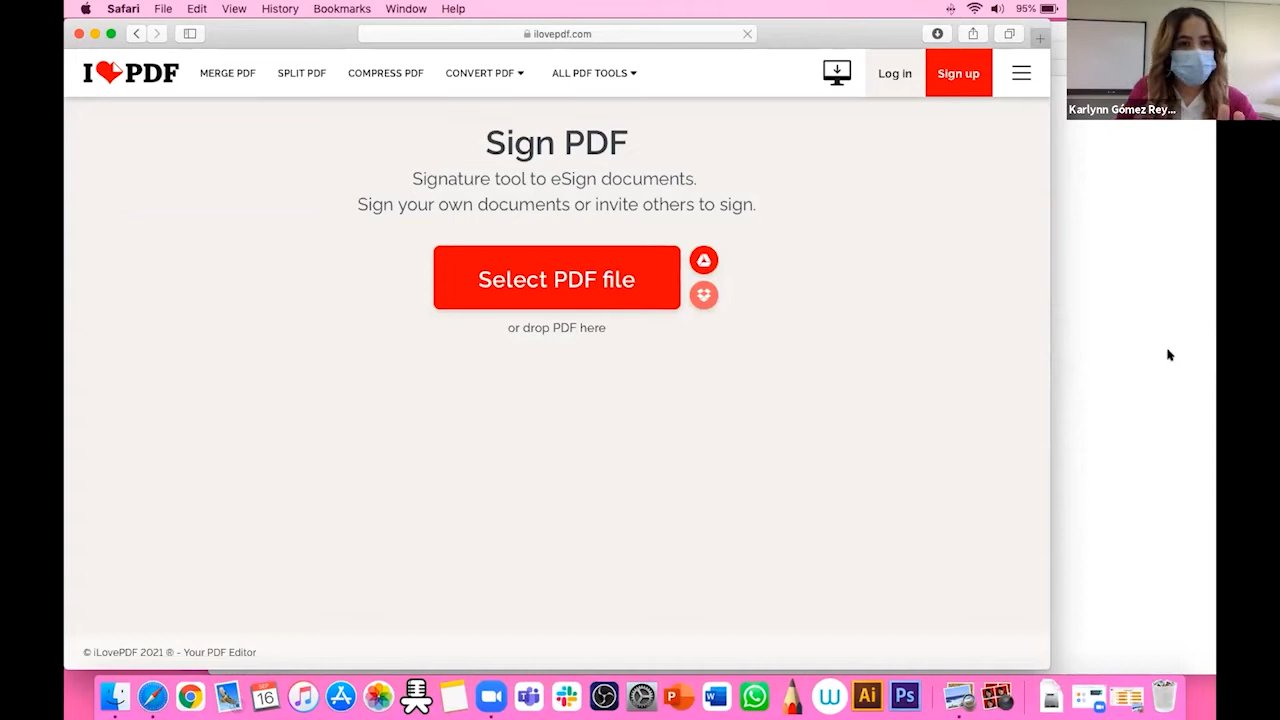 Safari File Edit View History Bookmarks Window Help 95%
ilovepdf.com
I PDF MERGE PDF SPLIT PDF COMPRESS PDF CONVERT PDF ALL PDF TOOLS Log in Sign up
Karlynn Gómez Rey...
Sign PDF
Signature tool to eSign documents.
Sign your own documents or invite others to sign.
Select PDF file
or drop PDF here
© iLovePDF 2021 ® - Your PDF Editor
16
W
Ai
Ps